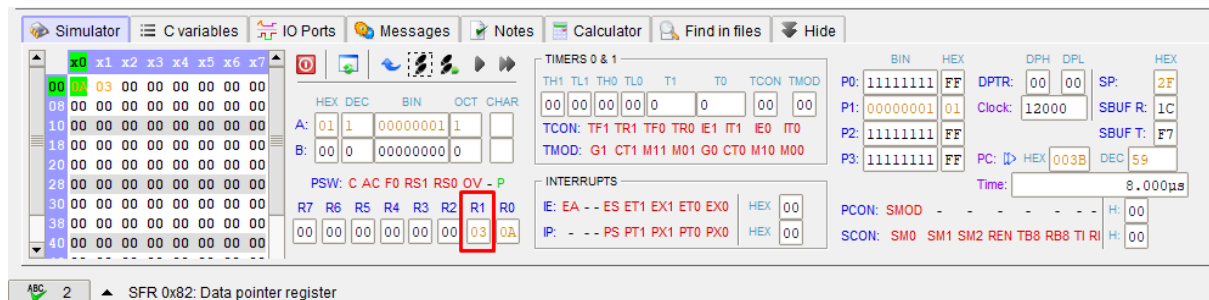 Simulator C variables IO Ports Messages Notes Calculator Find in files Hide
x0 x1 x2 x3 x4 x5 x6 x7
00 0A 03 00 00 00 00 00 00
08 00 00 00 00 00 00 00 00
10 00 00 00 00 00 00 00 00
18 00 00 00 00 00 00 00 00
20 00 00 00 00 00 00 00 00
28 00 00 00 00 00 00 00 00
30 00 00 00 00 00 00 00 00
38 00 00 00 00 00 00 00 00
40 00 00 00 00 00 00 00 00
HEX DEC BIN OCT CHAR
A: 01 1 00000001 1
B: 00 0 00000000 0
PSW: C AC F0 RS1 RS0 OV - P
R7 R6 R5 R4 R3 R2 R1 R0
00 00 00 00 00 00 03 0A
TIMERS 0 & 1
TH1 TL1 TH0 TL0 T1 T0 TCON TMOD
00 00 00 00 0 0 00 00
TCON: TF1 TR1 TF0 TR0 IE1 IT1 IE0 IT0
TMOD: G1 CT1 M11 M01 G0 CT0 M10 M00
INTERRUPTS
IE: EA - - ES ET1 EX1 ET0 EX0 HEX 00
IP: - - - PS PT1 PX1 PT0 PX0 HEX 00
BIN HEX DPH DPL HEX
P0: 11111111 FF DPTR: 00 00 SP: 2F
P1: 00000001 01 Clock: 12000 SBUF R: 1C
P2: 11111111 FF SBUF T: F7
P3: 11111111 FF PC: HEX 003B DEC 59
Time: 8.000µs
PCON: SMOD - - - - - - - H: 00
SCON: SM0 SM1 SM2 REN TB8 RB8 TI RI H: 00
ABC 2 SFR 0x82: Data pointer register